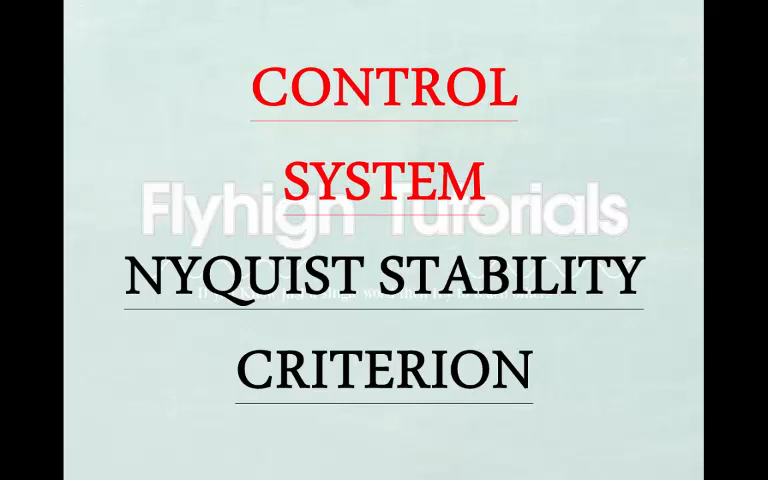 CONTROL
SYSTEM
Flyhigh Tutorials
NYQUIST STABILITY
CRITERION